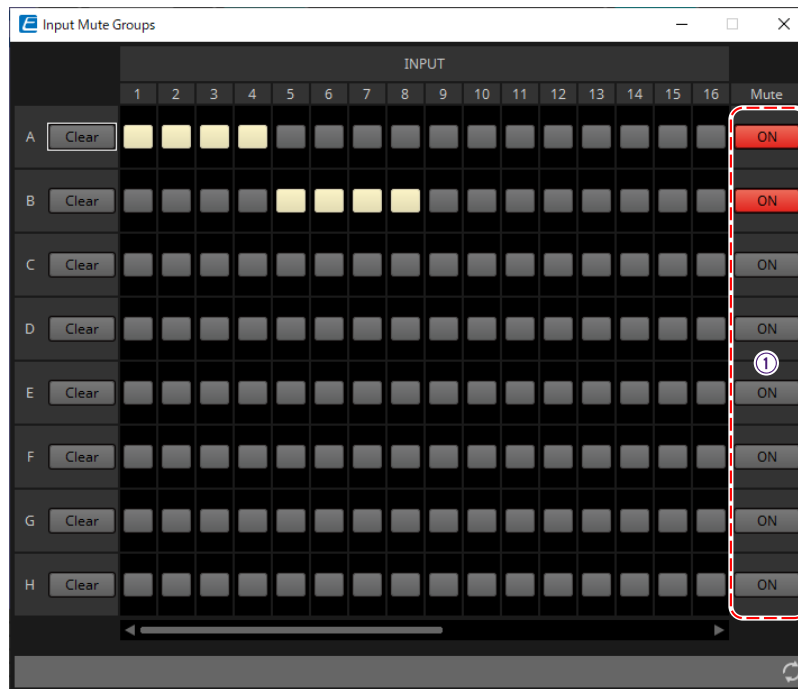 Input Mute Groups
INPUT
1 2 3 4 5 6 7 8 9 10 11 12 13 14 15 16 Mute
A Clear ON
B Clear ON
C Clear ON
D Clear ON
①
E Clear ON
F Clear ON
G Clear ON
H Clear ON